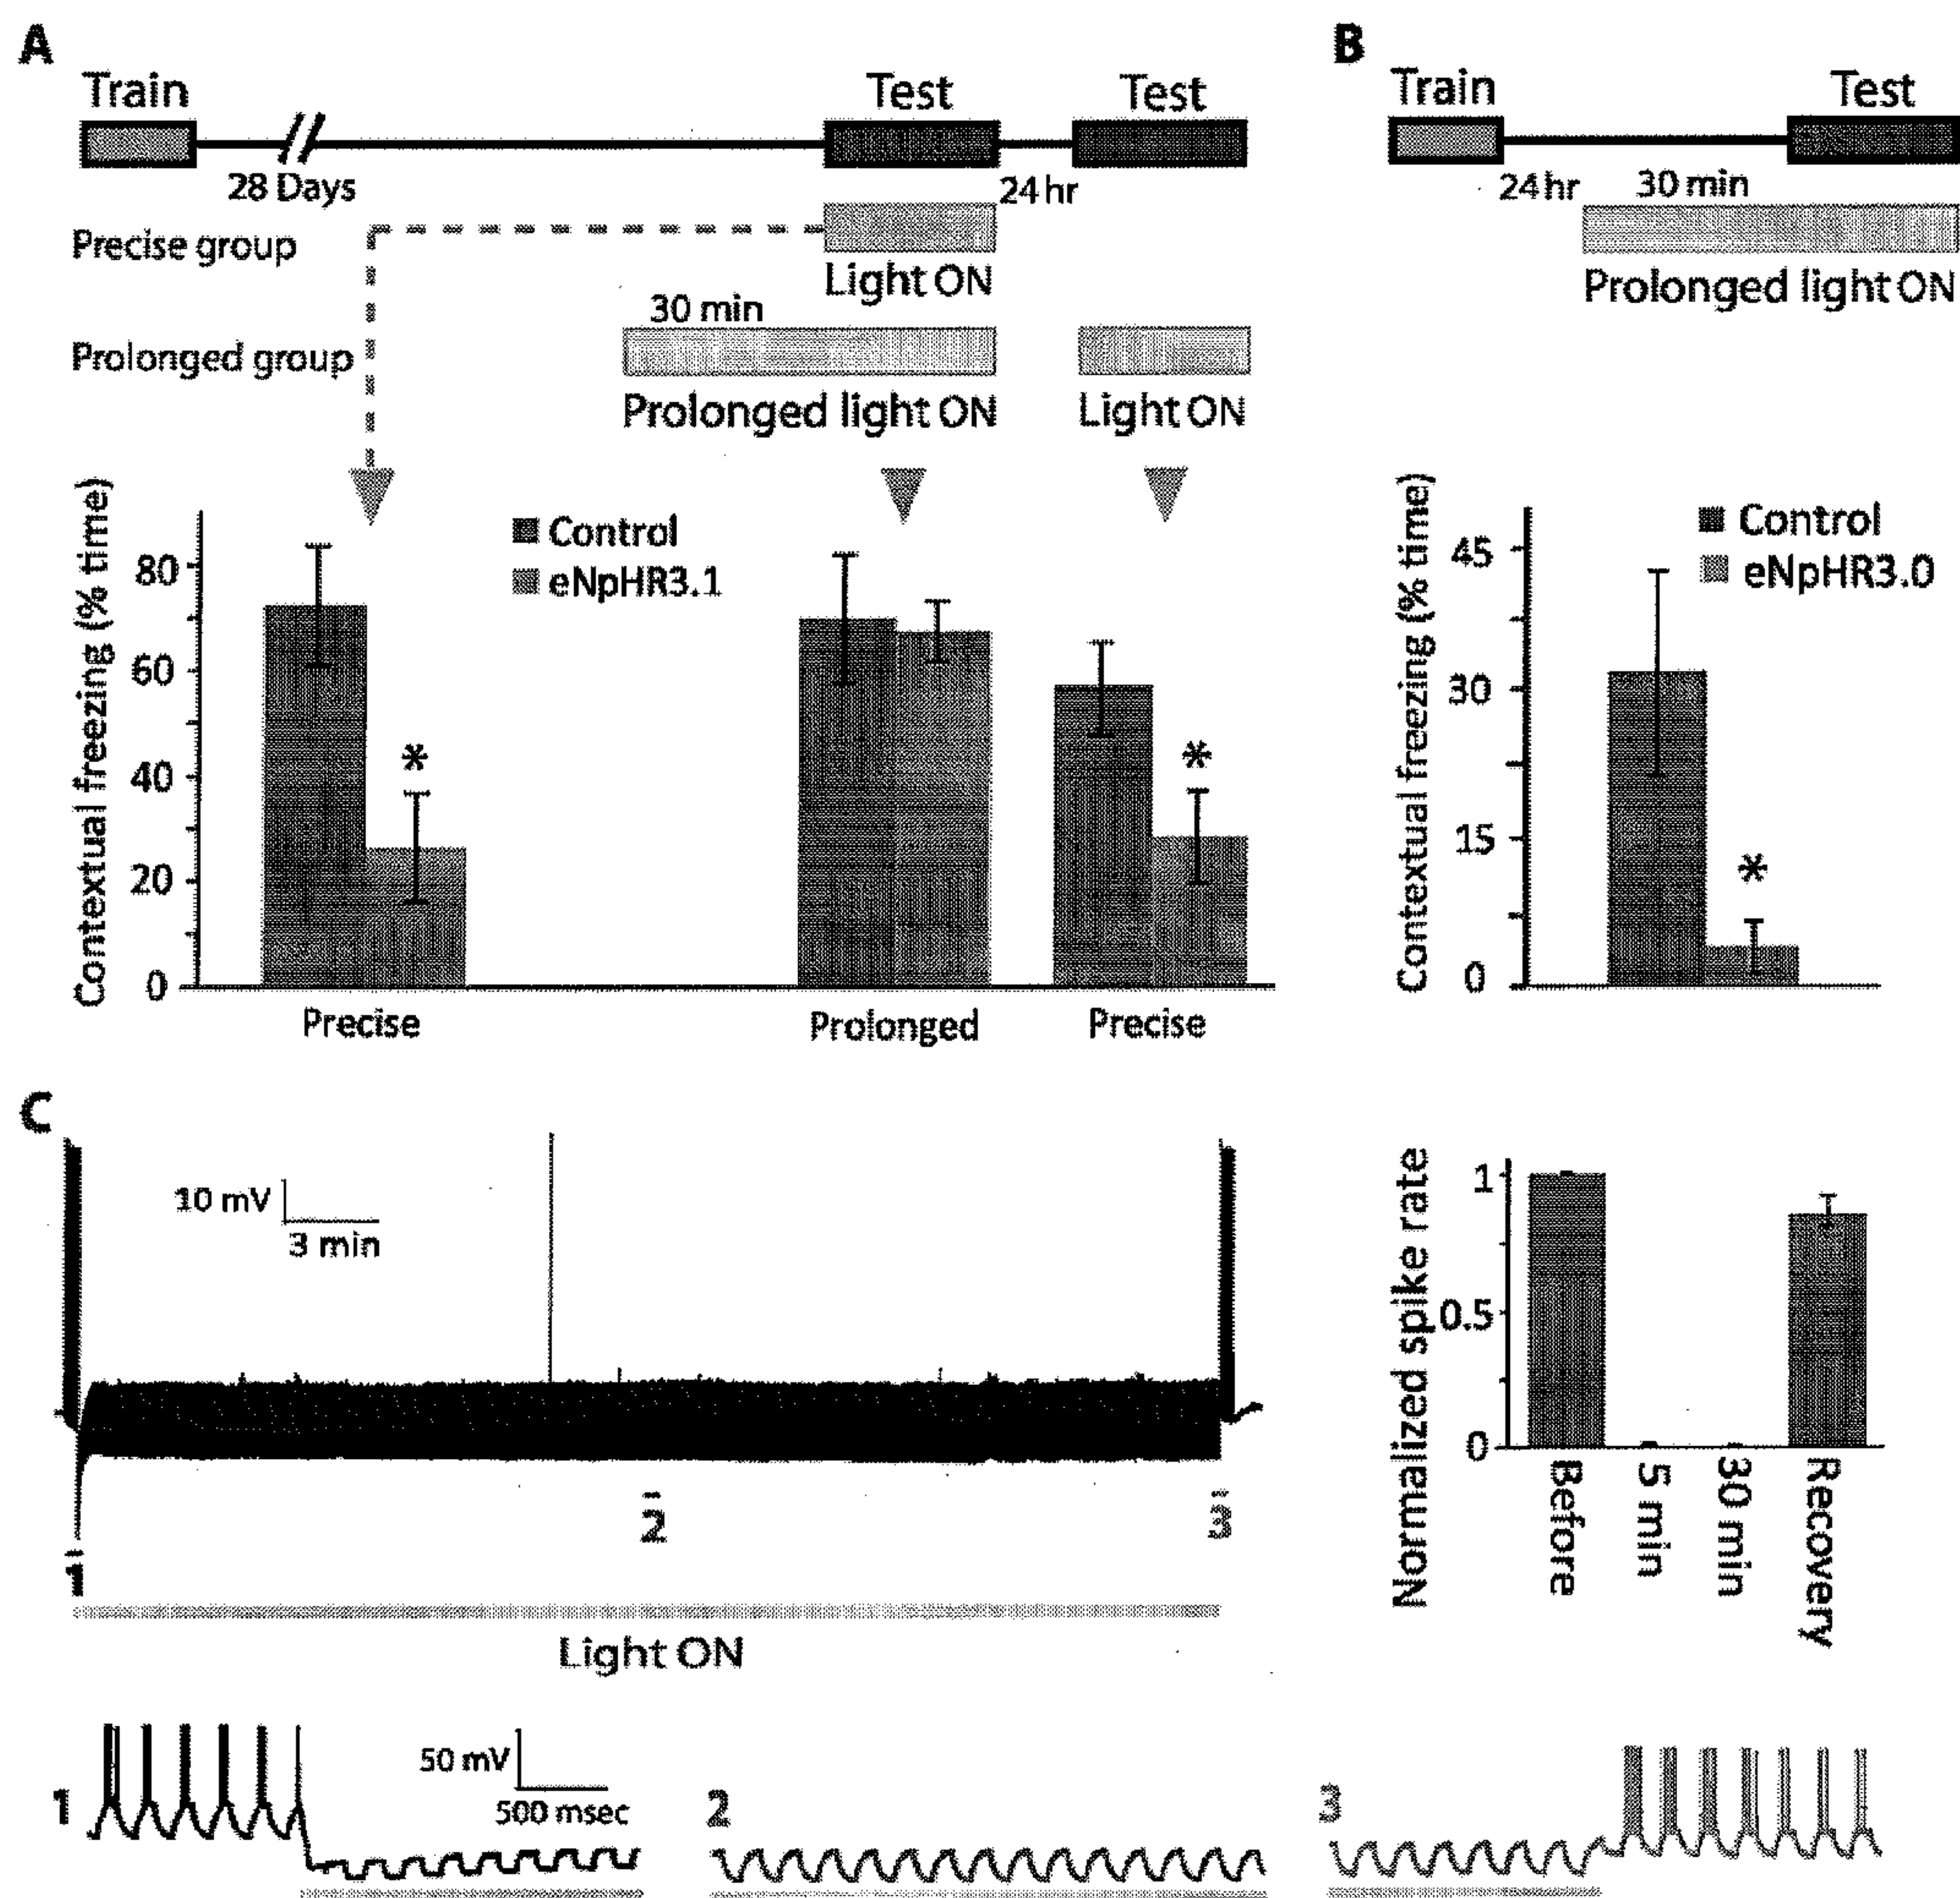 A
Train
Test
Test
28 Days
24 hr
Precise group
Light ON
30 min
Prolonged group
Prolonged light ON
Light ON
Contextual freezing (% time)
80
60
40
20
0
Control
eNpHR3.1
*
*
Precise
Prolonged
Precise
B
Train
Test
24 hr
30 min
Prolonged light ON
Contextual freezing (% time)
45
30
15
0
Control
eNpHR3.0
*
C
10 mV
3 min
1
2
3
Light ON
Normalized spike rate
1
0.5
0
Before
5 min
30 min
Recovery
1
50 mV
500 msec
2
3